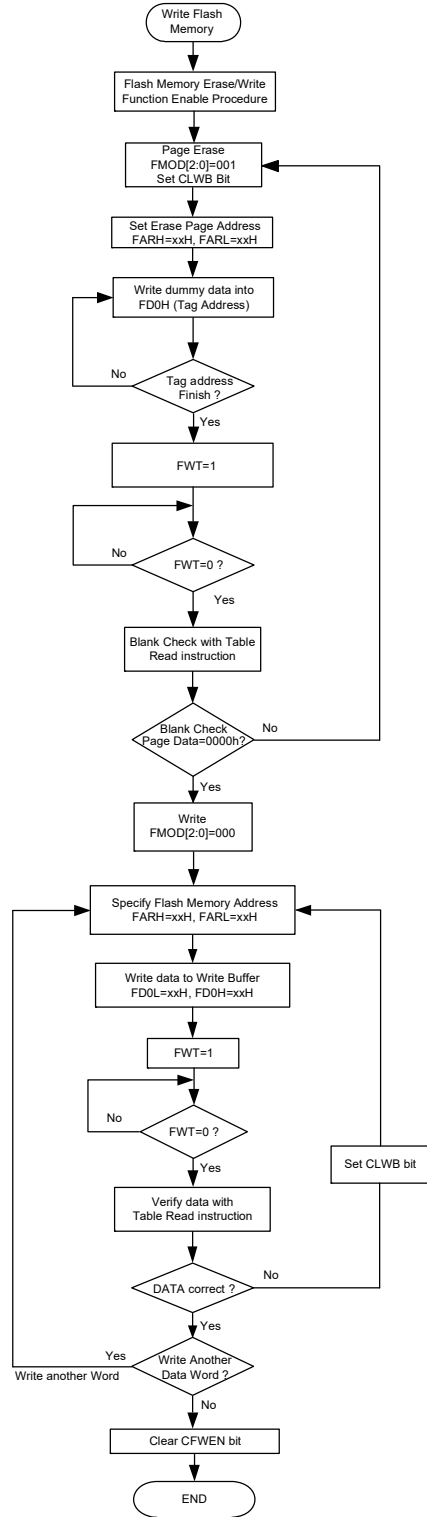 Write Flash
Memory
Flash Memory Erase/Write
Function Enable Procedure
Page Erase
FMOD[2:0]=001
Set CLWB Bit
Set Erase Page Address
FARH=xxH, FARL=xxH
Write dummy data into
FD0H (Tag Address)
No
Tag address
Finish ?
Yes
FWT=1
No
FWT=0 ?
Yes
Blank Check with Table
Read instruction
Blank Check
Page Data=0000h?
No
Yes
Write
FMOD[2:0]=000
Specify Flash Memory Address
FARH=xxH, FARL=xxH
Write data to Write Buffer
FD0L=xxH, FD0H=xxH
FWT=1
No
FWT=0 ?
Yes
Set CLWB bit
Verify data with
Table Read instruction
DATA correct ?
No
Yes
Yes
Write another Word
Write Another
Data Word ?
No
Clear CFWEN bit
END